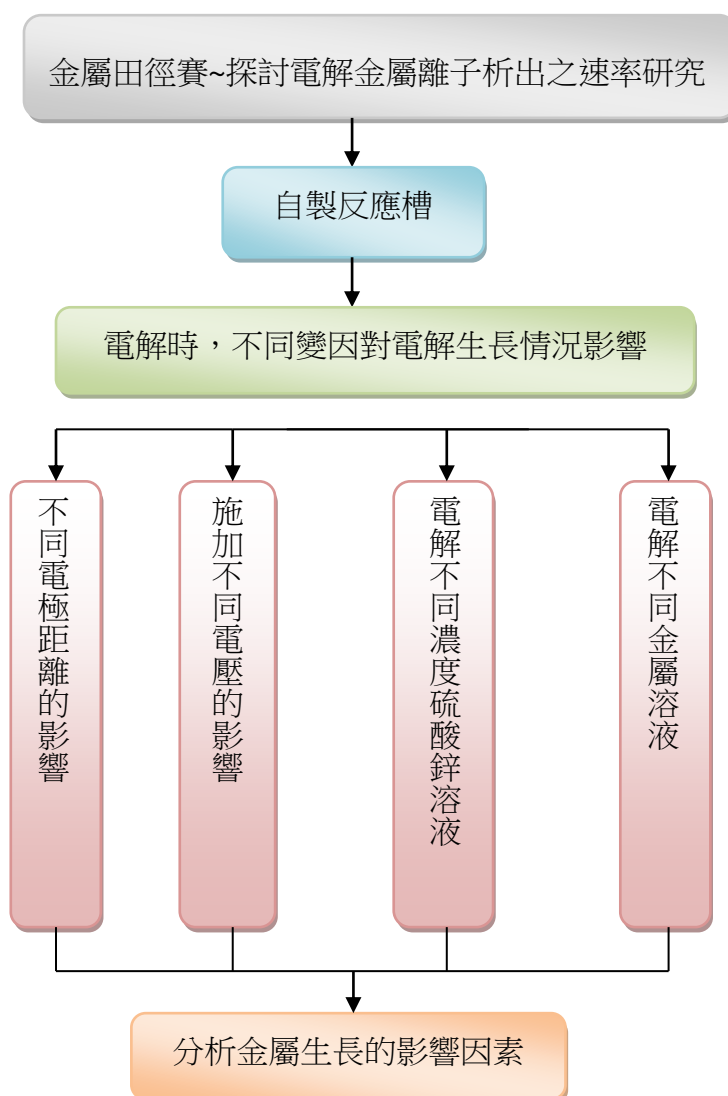 金屬田徑賽~探討電解金屬離子析出之速率研究
自製反應槽
電解時，不同變因對電解生長情況影響
不同電極距離的影響
施加不同電壓的影響
電解不同濃度硫酸鋅溶液
電解不同金屬溶液
分析金屬生長的影響因素